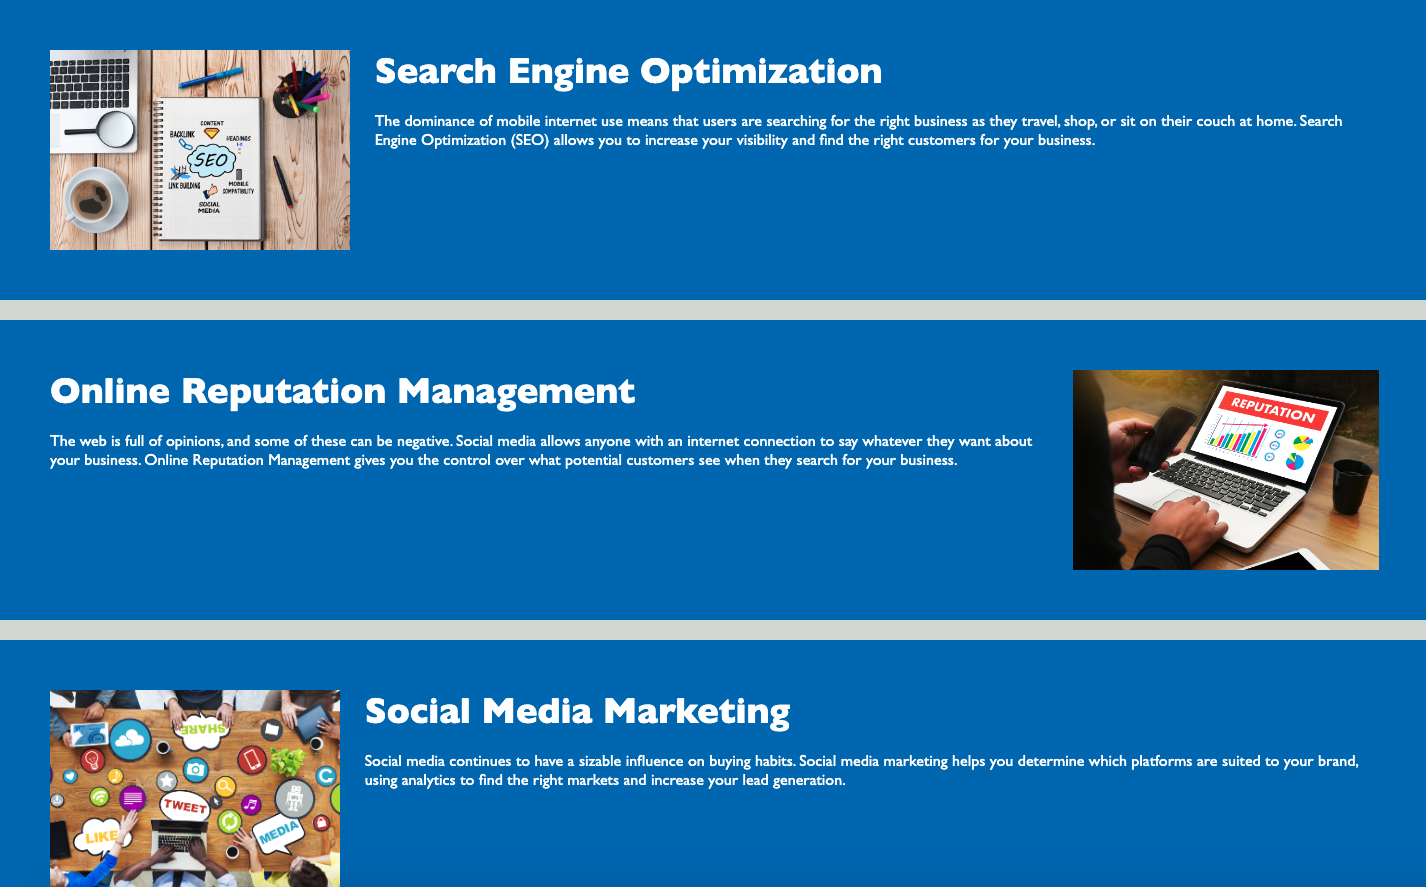 Search Engine Optimization
The dominance of mobile internet use means that users are searching for the right business as they travel, shop, or sit on their couch at home. Search
Engine Optimization (SEO) allows you to increase your visibility and find the right customers for your business.
CONTENT
BACKLINK
HEADINGS
SEO
LINK BUILDING
MOBILE
COMPATIBILITY
SOCIAL
MEDIA
Online Reputation Management
The web is full of opinions, and some of these can be negative. Social media allows anyone with an internet connection to say whatever they want about
your business. Online Reputation Management gives you the control over what potential customers see when they search for your business.
REPUTATION
Social Media Marketing
Social media continues to have a sizable influence on buying habits. Social media marketing helps you determine which platforms are suited to your brand,
using analytics to find the right markets and increase your lead generation.
SHARE
TWEET
LIKE
MEDIA